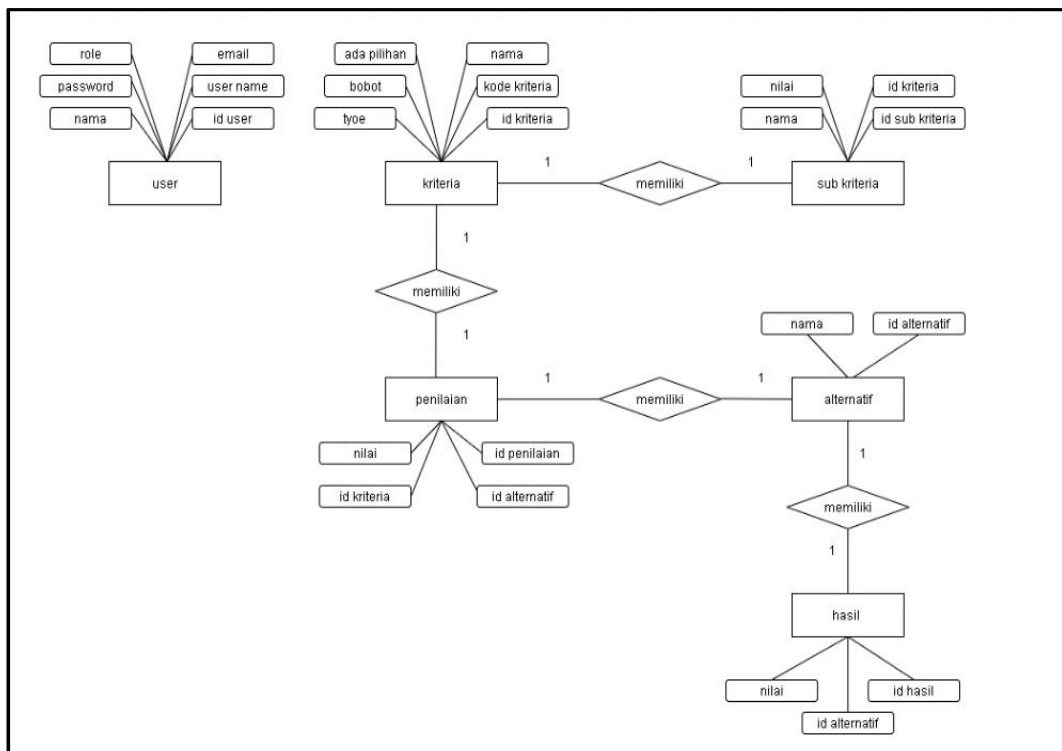 role
email
password
user name
nama
id user
user
ada pilihan
nama
bobot
kode kriteria
tyoe
id kriteria
kriteria
1
memiliki
1
nilai
id kriteria
nama
id sub kriteria
sub kriteria
1
memiliki
1
penilaian
nilai
id penilaian
id kriteria
id alternatif
1
memiliki
1
nama
id alternatif
alternatif
1
memiliki
1
hasil
nilai
id hasil
id alternatif